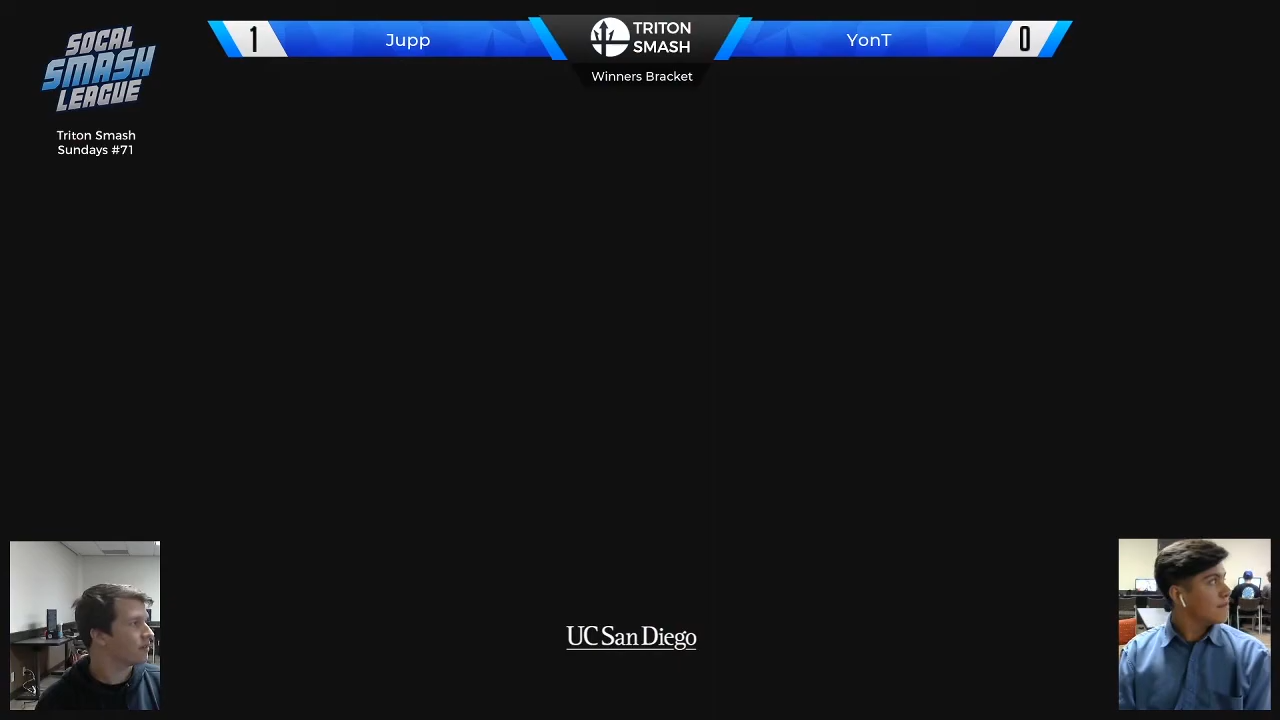 SOCAL
SMASH
LEAGUE
Triton Smash
Sundays #71
1
Jupp
TRITON
SMASH
YonT
0
Winners Bracket
UC San Diego